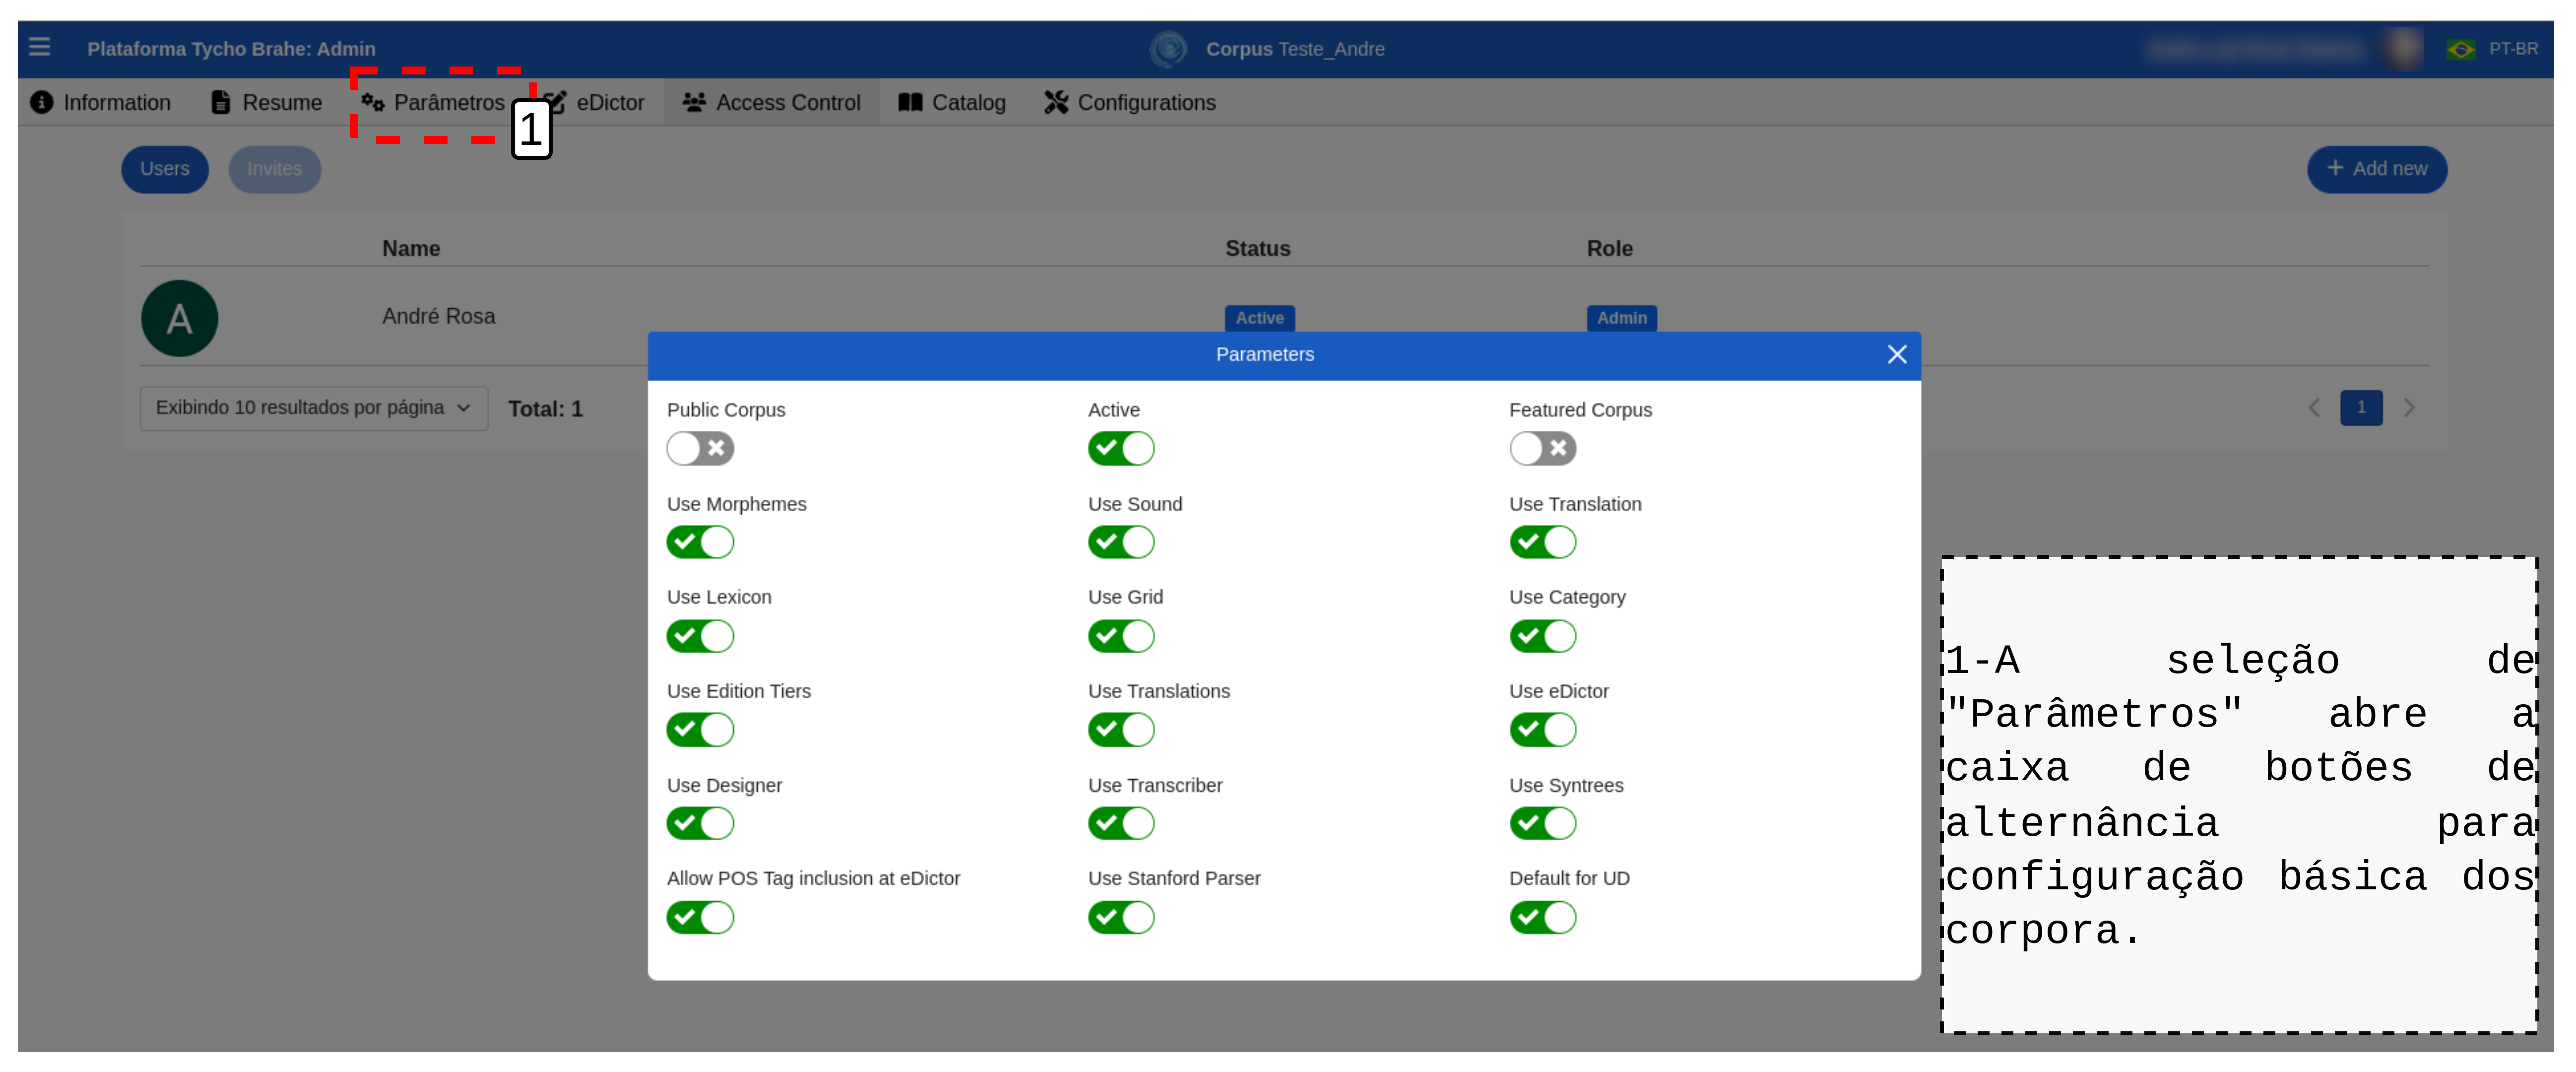 Plataforma Tycho Brahe: Admin
Corpus Teste_Andre
PT-BR
Information
Resume
Parâmetros
1
eDictor
Access Control
Catalog
Configurations
Users
Invites
+ Add new
Name
Status
Role
A
André Rosa
Active
Admin
Exibindo 10 resultados por página
Total: 1
1
Parameters
Public Corpus
Active
Featured Corpus
Use Morphemes
Use Sound
Use Translation
Use Lexicon
Use Grid
Use Category
Use Edition Tiers
Use Translations
Use eDictor
Use Designer
Use Transcriber
Use Syntrees
Allow POS Tag inclusion at eDictor
Use Stanford Parser
Default for UD
1-A seleção de
"Parâmetros" abre a
caixa de botões de
alternância para
configuração básica dos
corpora.